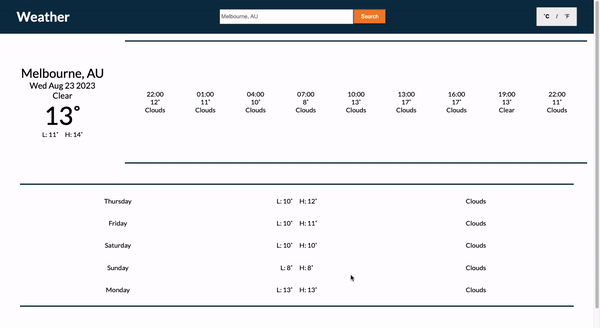 Weather
Melbourne, AU
Search
°C / °F
Melbourne, AU
Wed Aug 23 2023
Clear
13°
L: 11° H: 14°
22:00 01:00 04:00 07:00 10:00 13:00 16:00 19:00 22:00
12° 11° 10° 8° 13° 17° 17° 13° 11°
Clouds Clouds Clouds Clouds Clouds Clouds Clouds Clear Clouds
Thursday L: 10° H: 12° Clouds
Friday L: 10° H: 11° Clouds
Saturday L: 10° H: 10° Clouds
Sunday L: 8° H: 8° Clouds
Monday L: 13° H: 13° Clouds